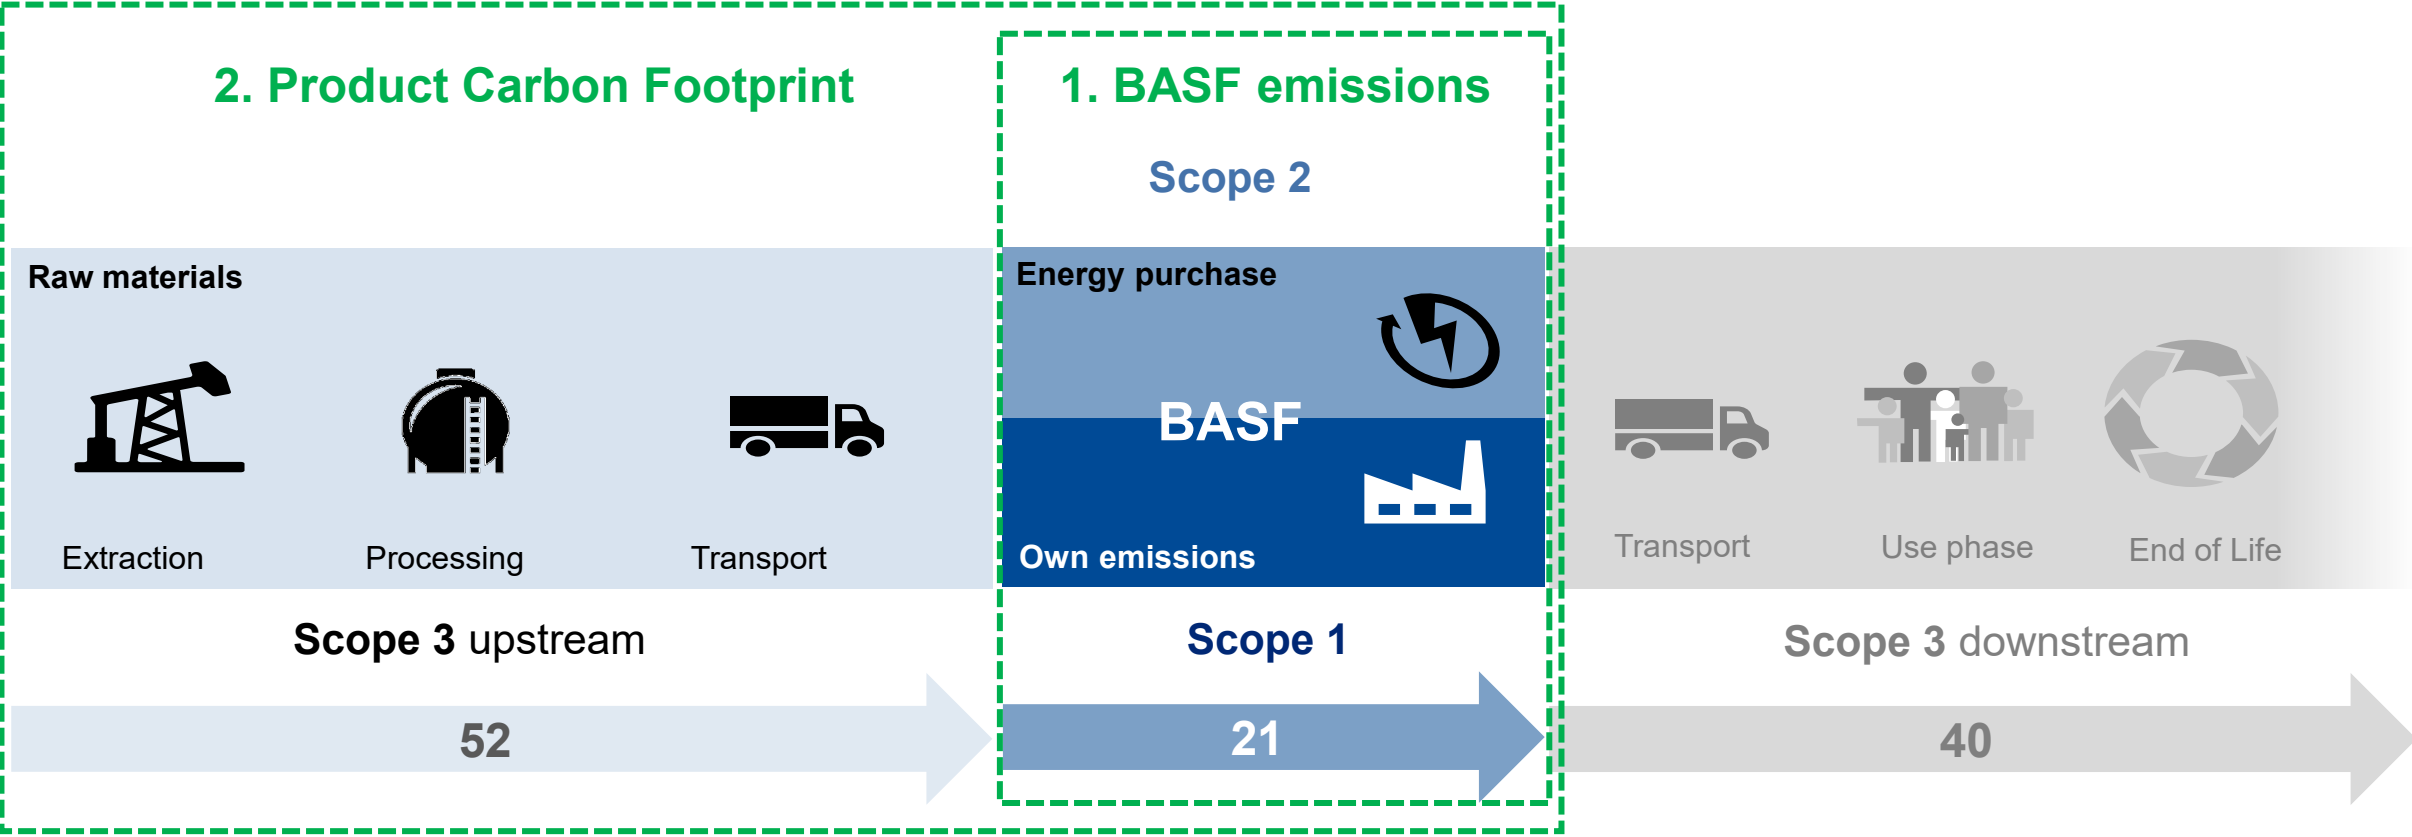 2. Product Carbon Footprint
1. BASF emissions
Scope 2
Raw materials
Energy purchase
BASF
Own emissions
Extraction
Processing
Transport
Transport
Use phase
End of Life
Scope 3 upstream
Scope 1
Scope 3 downstream
52
21
40